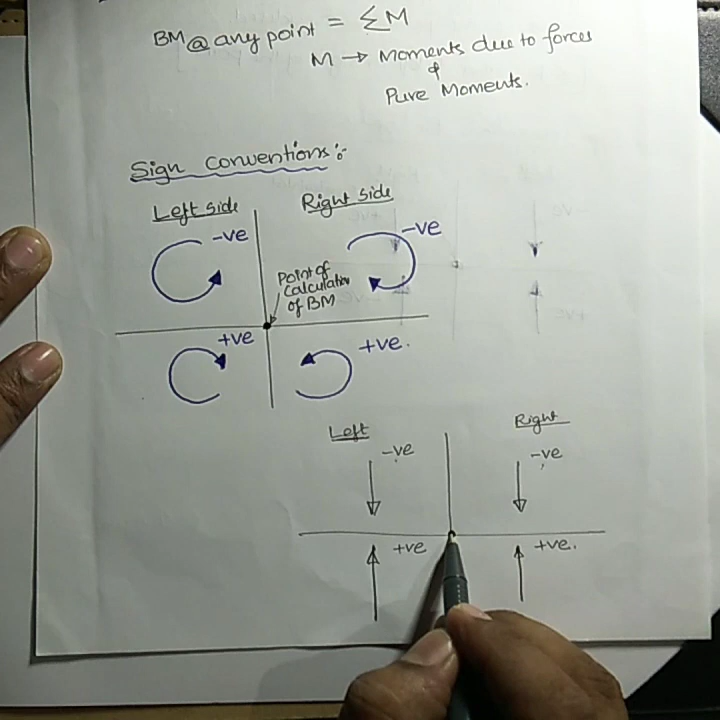 BM @ any point = ΣM
M → Moments due to forces
&
Pure Moments.
Sign conventions:-
Left side
Right side
-ve
-ve
Point of
Calculation
of BM
+ve
+ve.
Left
Right
-ve
-ve
+ve
+ve.